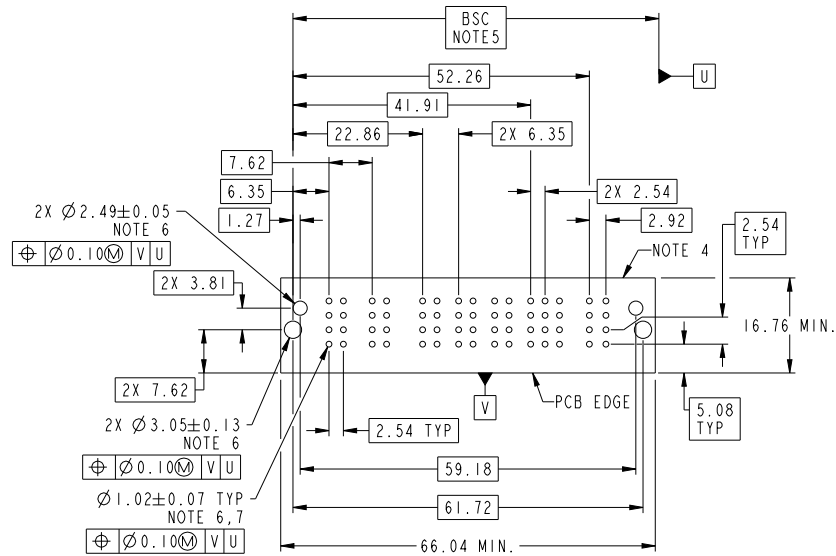 BSC
NOTE5
U
52.26
41.91
22.86
2X 6.35
7.62
6.35
2X 2.54
1.27
2.92
2X Ø2.49±0.05
NOTE 6
⌖ Ø0.10Ⓜ V U
2.54
TYP
NOTE 4
2X 3.81
16.76 MIN.
2X 7.62
V
PCB EDGE
5.08
TYP
2X Ø3.05±0.13
NOTE 6
2.54 TYP
⌖ Ø0.10Ⓜ V U
59.18
Ø1.02±0.07 TYP
NOTE 6,7
61.72
⌖ Ø0.10Ⓜ V U
66.04 MIN.